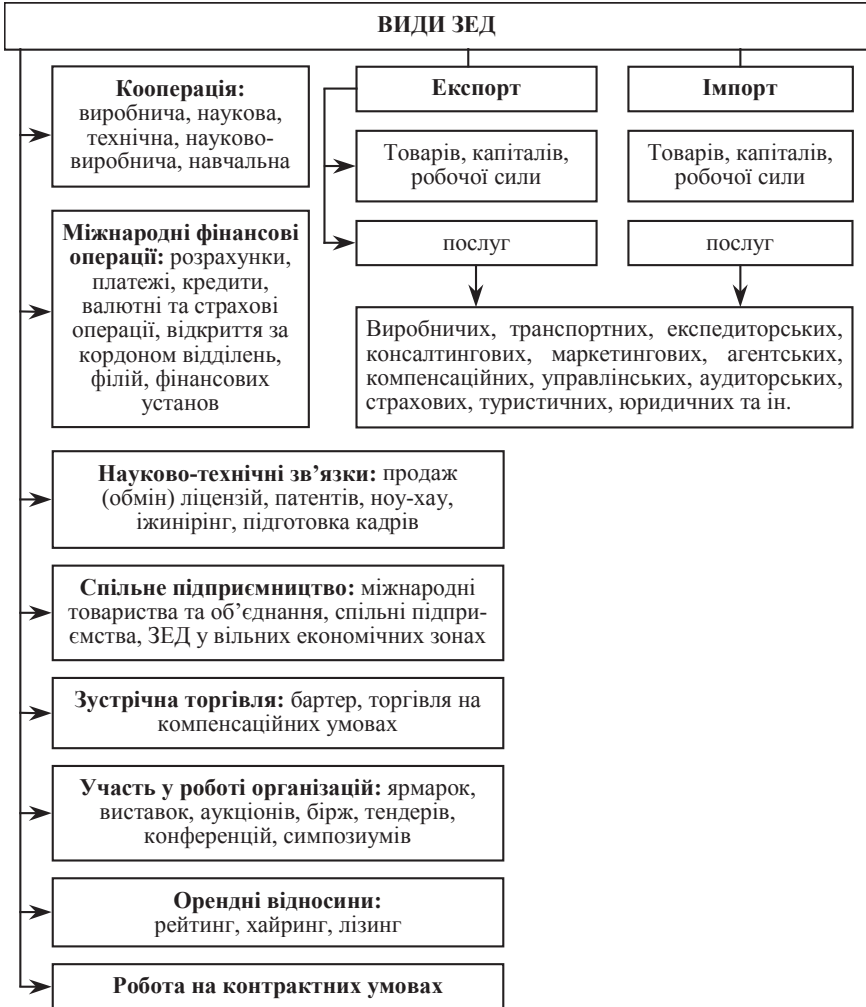 ВИДИ ЗЕД
Кооперація:
виробнича, наукова,
технічна, науково-
виробнича, навчальна
Експорт
Імпорт
Товарів, капіталів,
робочої сили
Товарів, капіталів,
робочої сили
Міжнародні фінансові
операції: розрахунки,
платежі, кредити,
валютні та страхові
операції, відкриття за
кордоном відділень,
філій, фінансових
установ
послуг
послуг
Виробничих, транспортних, експедиторських,
консалтингових, маркетингових, агентських,
компенсаційних, управлінських, аудиторських,
страхових, туристичних, юридичних та ін.
Науково-технічні зв’язки: продаж
(обмін) ліцензій, патентів, ноу-хау,
іжинірінг, підготовка кадрів
Спільне підприємництво: міжнародні
товариства та об’єднання, спільні підпри-
ємства, ЗЕД у вільних економічних зонах
Зустрічна торгівля: бартер, торгівля на
компенсаційних умовах
Участь у роботі організацій: ярмарок,
виставок, аукціонів, бірж, тендерів,
конференцій, симпозиумів
Орендні відносини:
рейтинг, хайринг, лізинг
Робота на контрактних умовах